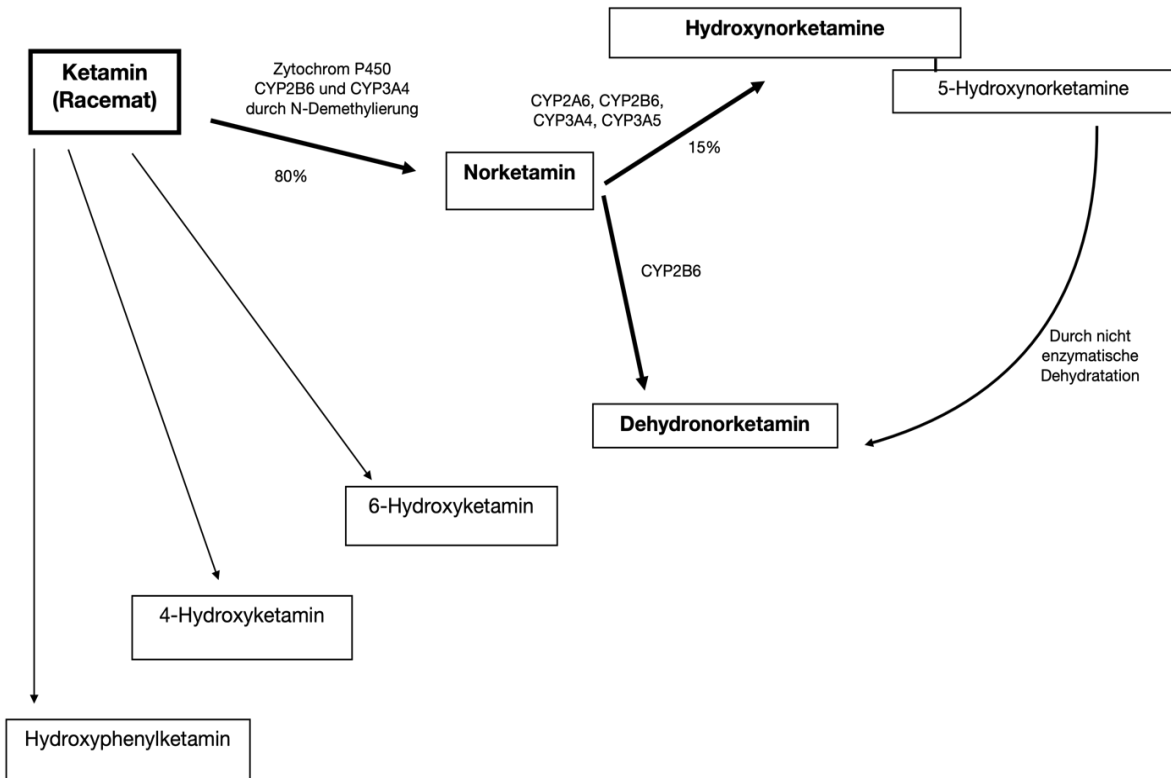 Ketamin
(Racemat)
Zytochrom P450
CYP2B6 und CYP3A4
durch N-Demethylierung
80%
Norketamin
CYP2A6, CYP2B6,
CYP3A4, CYP3A5
15%
Hydroxynorketamine
5-Hydroxynorketamine
CYP2B6
Durch nicht
enzymatische
Dehydratation
Dehydronorketamin
6-Hydroxyketamin
4-Hydroxyketamin
Hydroxyphenylketamin